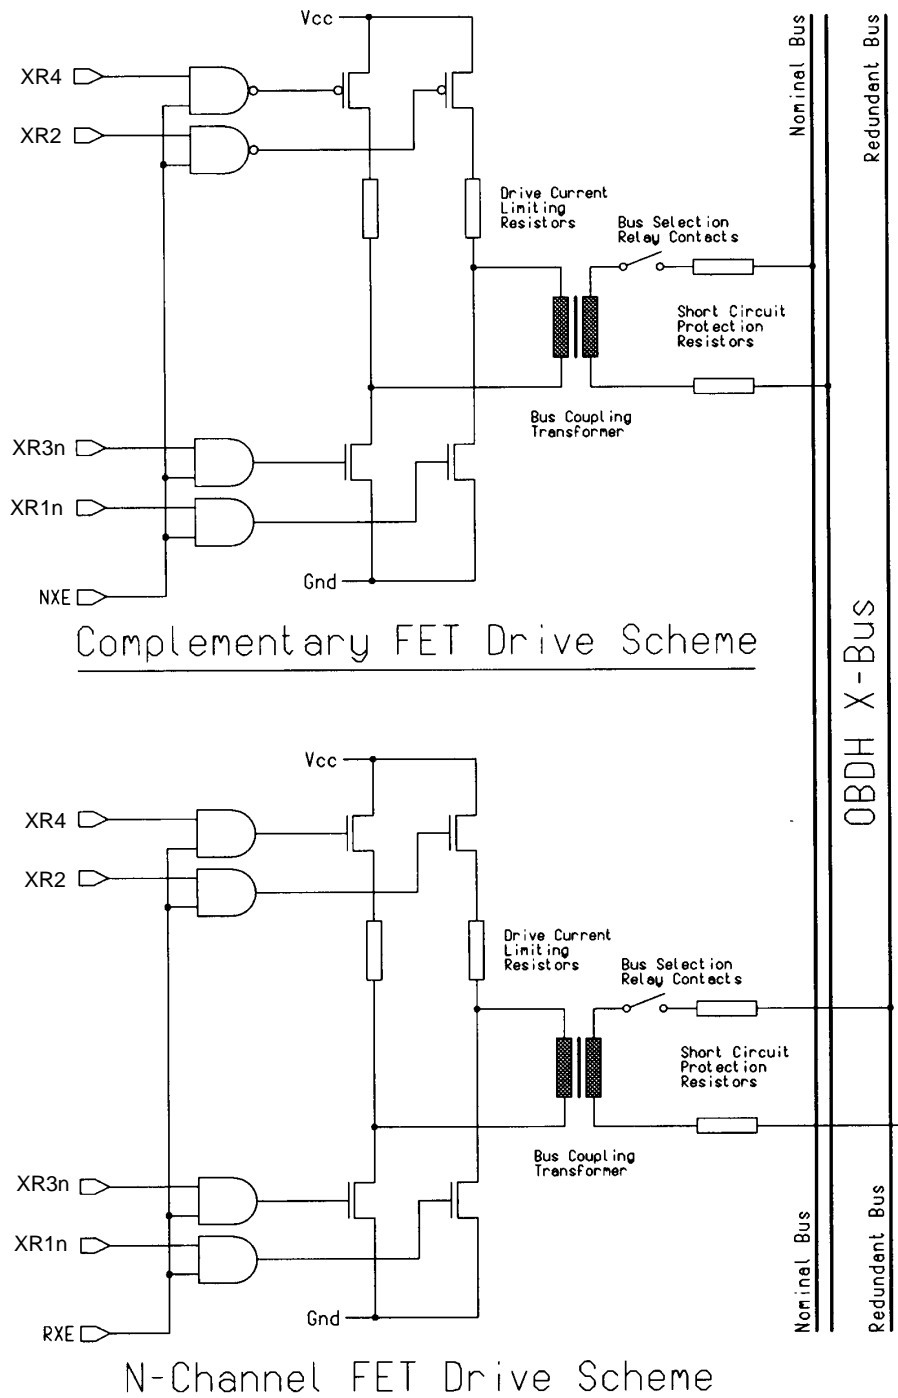 Vcc
XR4
XR2
Nominal Bus
Redundant Bus
Drive Current
Limiting
Resistors
Bus Selection
Relay Contacts
Short Circuit
Protection
Resistors
Bus Coupling
Transformer
XR3n
XR1n
Gnd
NXE
Complementary FET Drive Scheme
OBDH X-Bus
Vcc
XR4
XR2
Drive Current
Limiting
Resistors
Bus Selection
Relay Contacts
Short Circuit
Protection
Resistors
Bus Coupling
Transformer
XR3n
XR1n
Nominal Bus
Redundant Bus
Gnd
RXE
N-Channel FET Drive Scheme